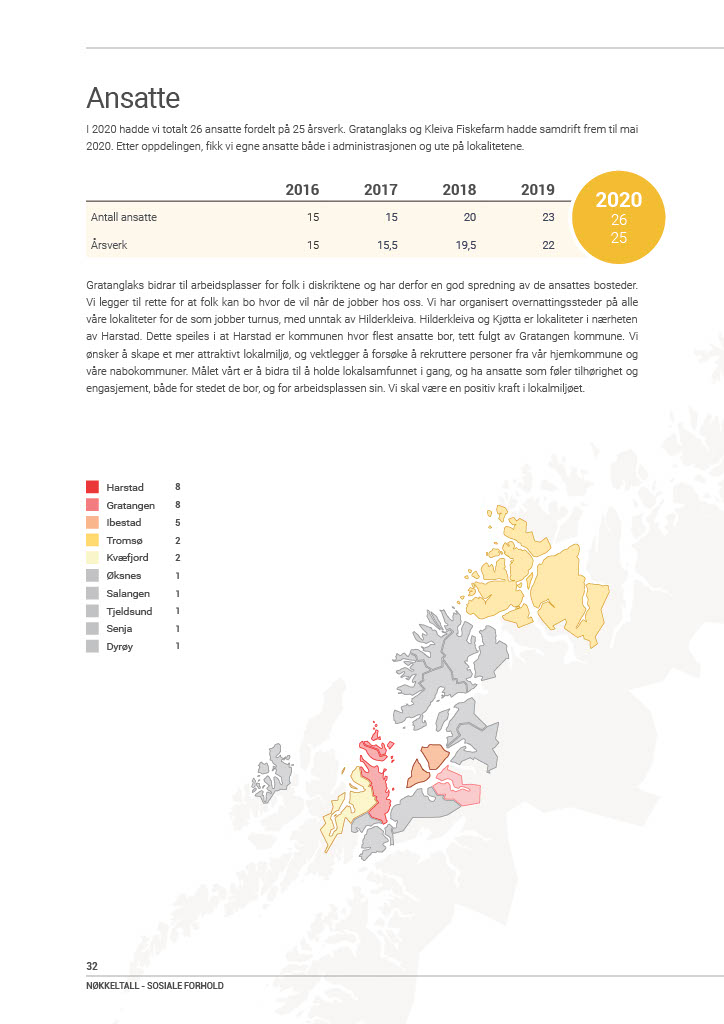 Ansatte
I 2020 hadde vi totalt 26 ansatte fordelt på 25 årsverk. Gratanglaks og Kleiva Fiskefarm hadde samdrift frem til mai
2020. Etter oppdelingen, fikk vi egne ansatte både i administrasjonen og ute på lokalitetene.
2016 2017 2018 2019 2020
Antall ansatte 15 15 20 23 26
Årsverk 15 15,5 19,5 22 25
Gratanglaks bidrar til arbeidsplasser for folk i diskriktene og har derfor en god spredning av de ansattes bosteder.
Vi legger til rette for at folk kan bo hvor de vil når de jobber hos oss. Vi har organisert overnattingssteder på alle
våre lokaliteter for de som jobber turnus, med unntak av Hilderkleiva. Hilderkleiva og Kjøtta er lokaliteter i nærheten
av Harstad. Dette speiles i at Harstad er kommunen hvor flest ansatte bor, tett fulgt av Gratangen kommune. Vi
ønsker å skape et mer attraktivt lokalmiljø, og vektlegger å forsøke å rekruttere personer fra vår hjemkommune og
våre nabokommuner. Målet vårt er å bidra til å holde lokalsamfunnet i gang, og ha ansatte som føler tilhørighet og
engasjement, både for stedet de bor, og for arbeidsplassen sin. Vi skal være en positiv kraft i lokalmiljøet.
Harstad 8
Gratangen 8
Ibestad 5
Tromsø 2
Kvæfjord 2
Øksnes 1
Salangen 1
Tjeldsund 1
Senja 1
Dyrøy 1
32
NØKKELTALL - SOSIALE FORHOLD